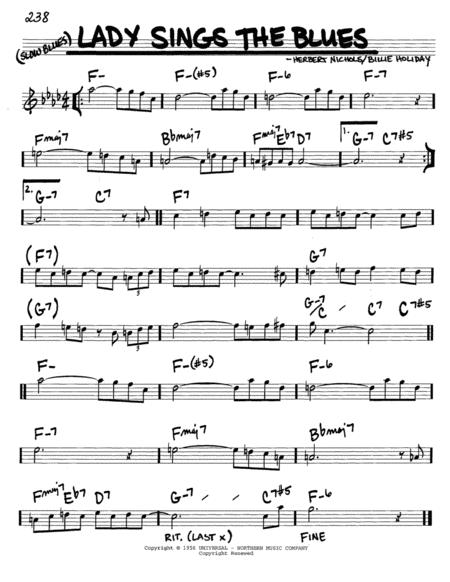 238
(SLOW BLUES) LADY SINGS THE BLUES
-HERBERT NICHOLS/BILLIE HOLIDAY
F- F-(#5) F-6 F-7
Fmaj7 Bbmaj7 Fmaj7 Eb7 D7 1. G-7 C7#5
2. G-7 C7 F7
(F7) G7
(G7) G-7/C / C7 C7#5
F- F-(#5) F-6
F-7 Fmaj7 Bbmaj7
Fmaj7 Eb7 D7 G-7 / C7#5 F-6
RIT. (LAST X) FINE
Copyright © 1956 UNIVERSAL - NORTHERN MUSIC COMPANY
Copyright Renewed